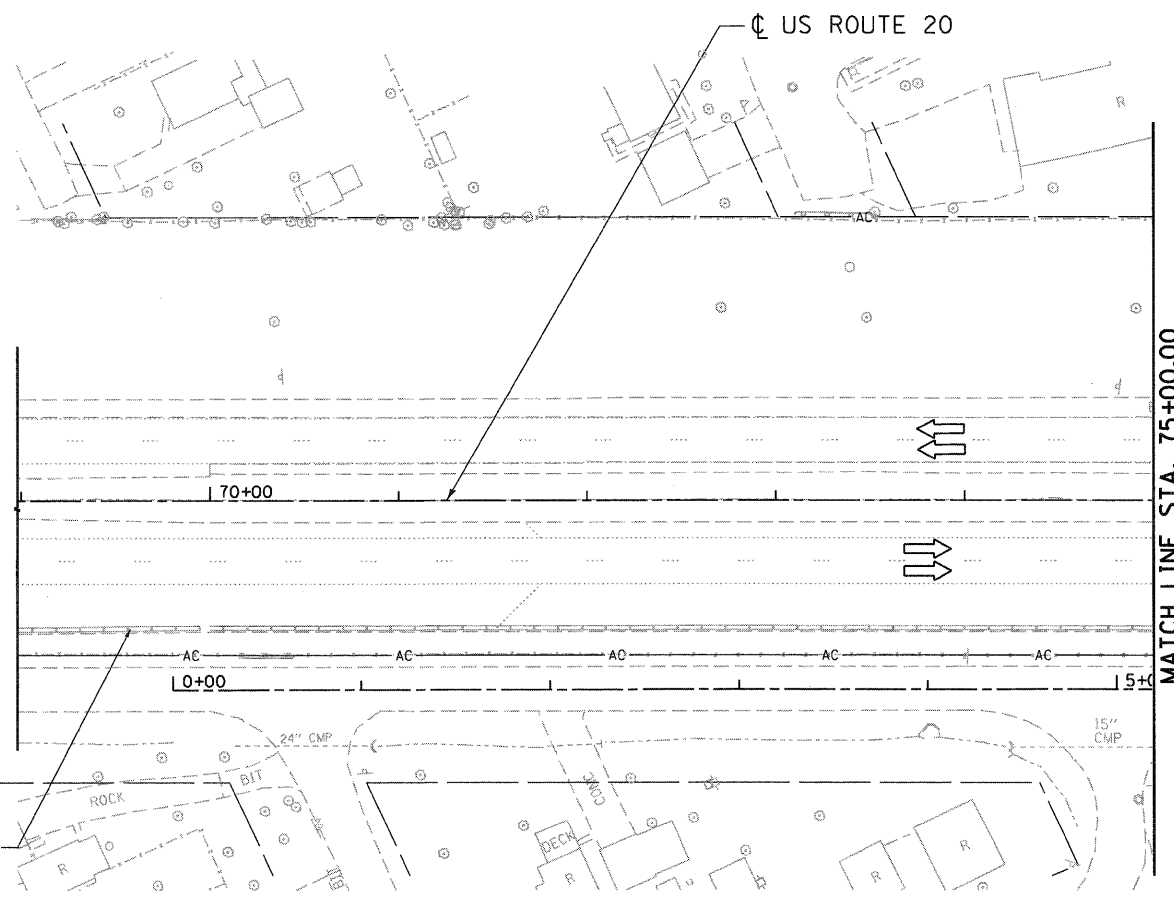 ℄ US ROUTE 20
R
AC
MATCH LINE STA. 75+00.00
70+00
AC AC AC AC AC
0+00
24" CMP
15"
CMP
BIT
ROCK
CONC
DECK
R
R
R
R
BIT